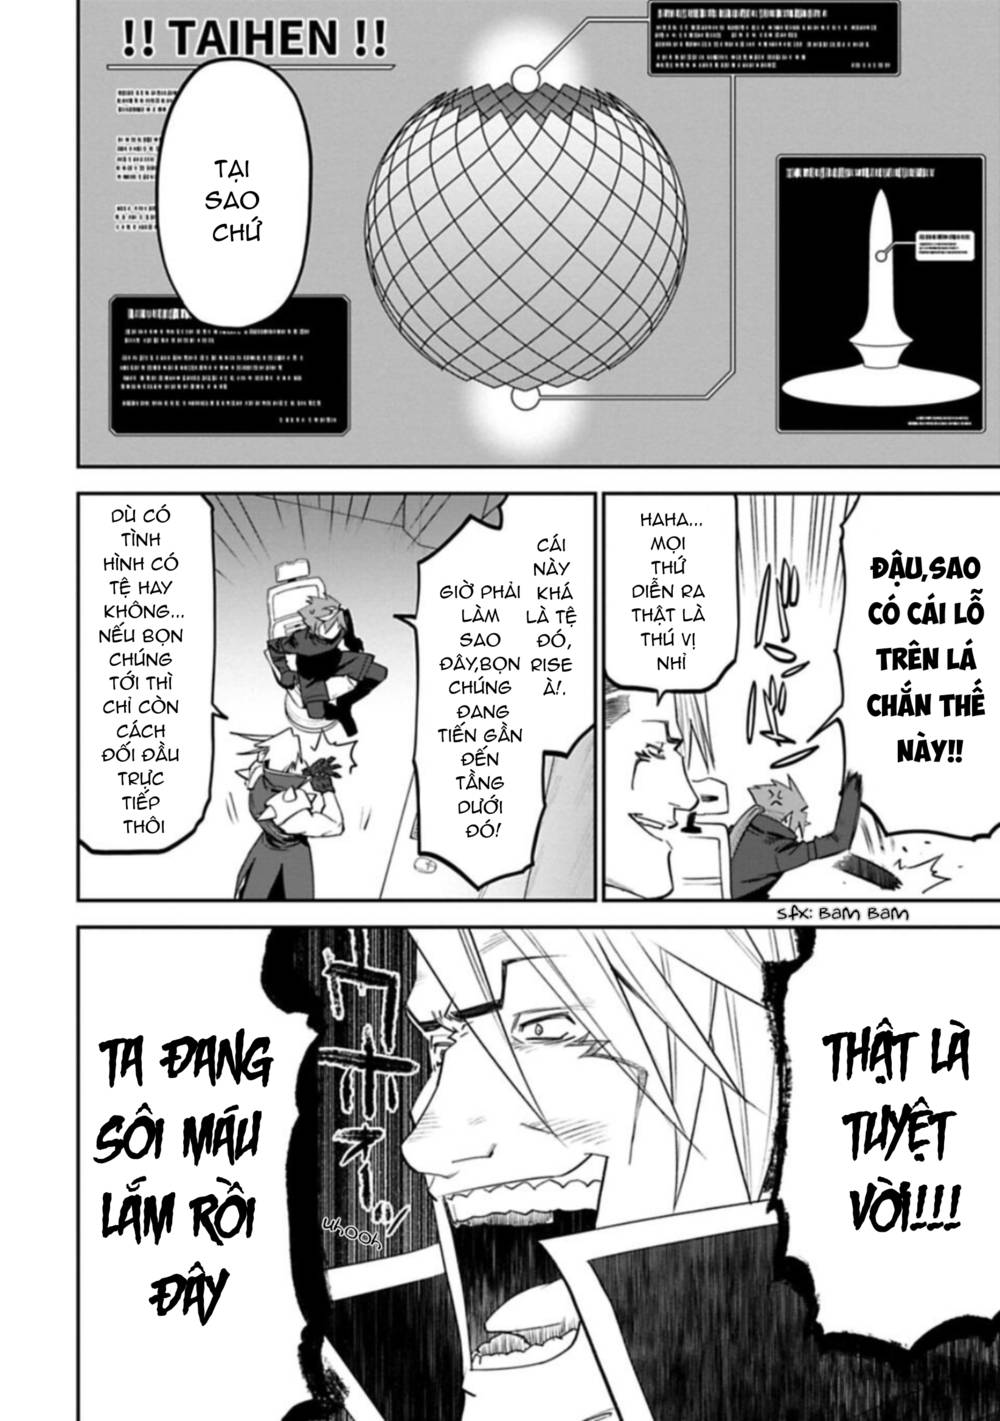 !! TAIHEN !!
TẠI
SAO
CHỨ
ĐẬU,SAO
CÓ CÁI LỖ
TRÊN LÁ
CHẮN THẾ
NÀY!!
HAHA...
MỌI
THỨ
DIỄN RA
THẬT LÀ
THÚ VỊ
NHỈ
sfx: Bam Bam
CÁI
NÀY
KHÁ
LÀ TỆ
ĐÓ,
RISE
À!.
GIỜ PHẢI
LÀM
SAO
ĐÂY,BỌN
CHÚNG
ĐANG
TIẾN GẦN
ĐẾN
TẦNG
DƯỚI
ĐÓ!
DÙ CÓ
TÌNH
HÌNH CÓ
TỆ HAY
KHÔNG...
NẾU BỌN
CHÚNG
TỚI THÌ
CHỈ CÒN
CÁCH
ĐỐI ĐẦU
TRỰC
TIẾP
THÔI
THẬT LÀ
TUYỆT
VỜI!!!
uhooh
TA ĐANG
SÔI MÁU
LẮM RỒI
ĐÂY